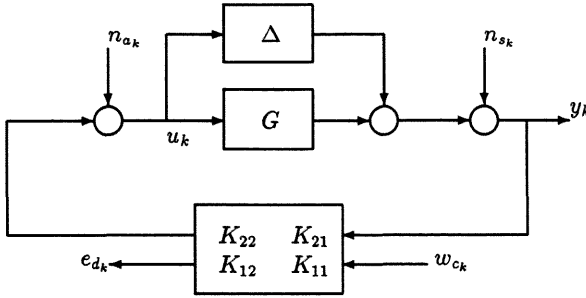 n_{a_k} Δ n_{s_k}
u_k G y_k
K_{22} K_{21}
e_{d_k} K_{12} K_{11} w_{c_k}